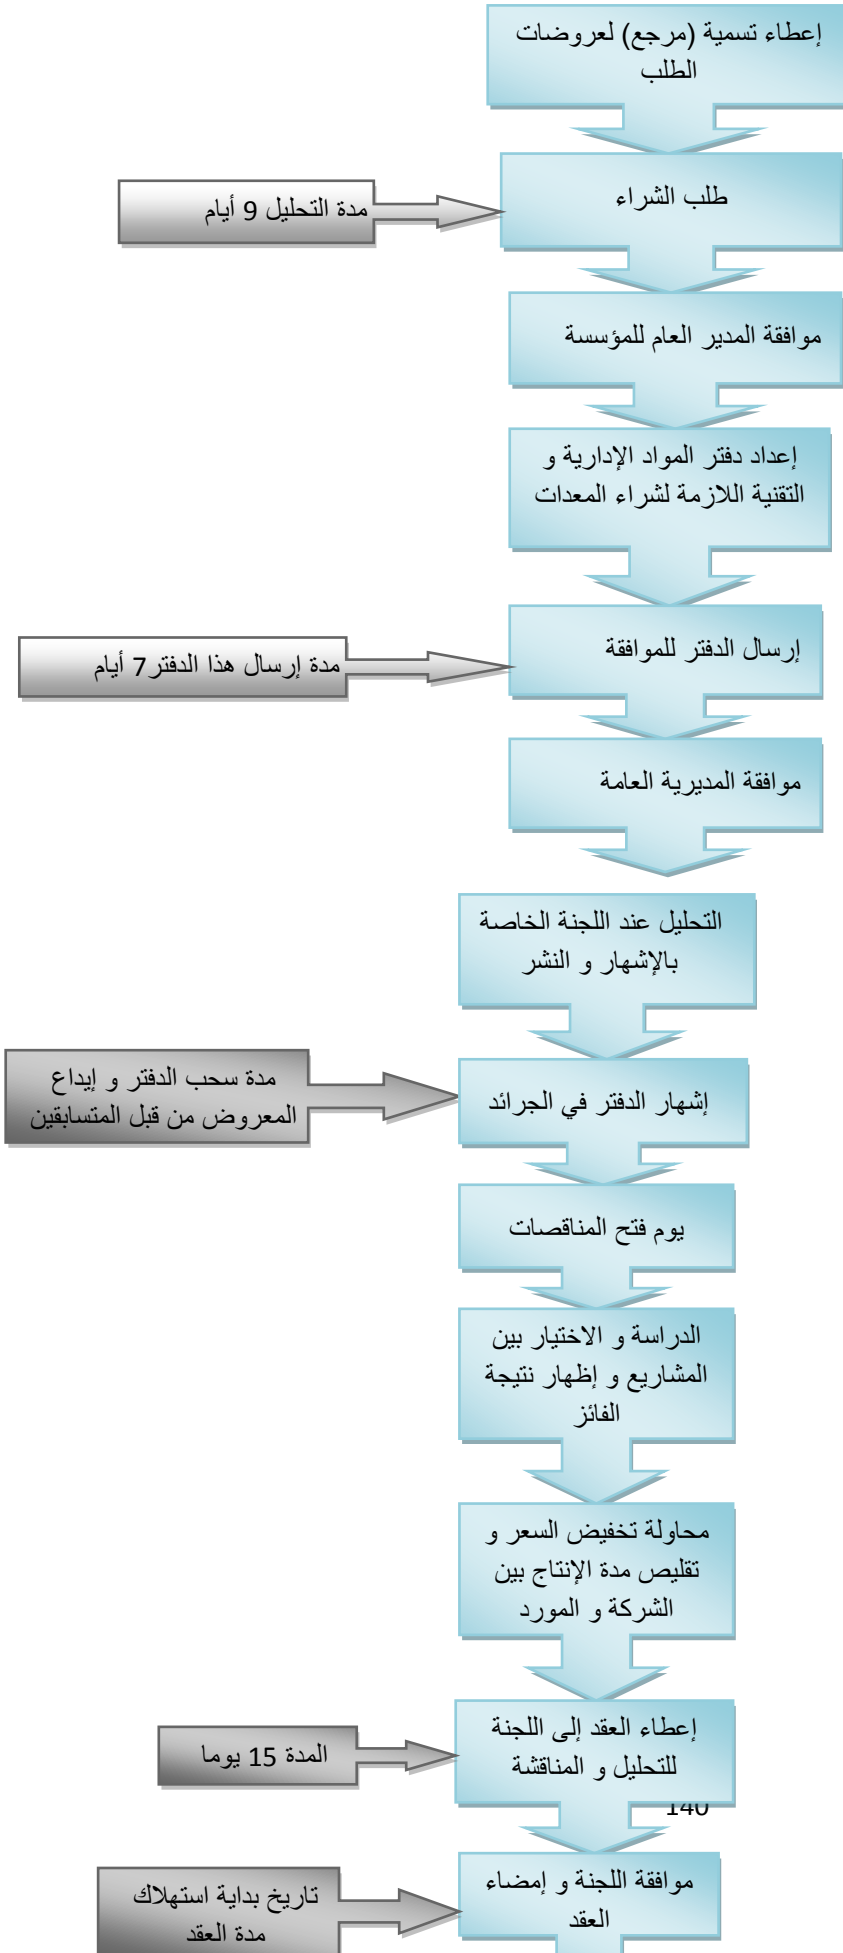 إعطاء تسمية (مرجع) لعروضات
الطلب
طلب الشراء
مدة التحليل 9 أيام
موافقة المدير العام للمؤسسة
إعداد دفتر المواد الإدارية و
التقنية اللازمة لشراء المعدات
إرسال الدفتر للموافقة
مدة إرسال هذا الدفتر7 أيام
موافقة المديرية العامة
التحليل عند اللجنة الخاصة
بالإشهار و النشر
إشهار الدفتر في الجرائد
مدة سحب الدفتر و إيداع
المعروض من قبل المتسابقين
يوم فتح المناقصات
الدراسة و الاختيار بين
المشاريع و إظهار نتيجة
الفائز
محاولة تخفيض السعر و
تقليص مدة الإنتاج بين
الشركة و المورد
إعطاء العقد إلى اللجنة
للتحليل و المناقشة
المدة 15 يوما
140
موافقة اللجنة و إمضاء
العقد
تاريخ بداية استهلاك
مدة العقد